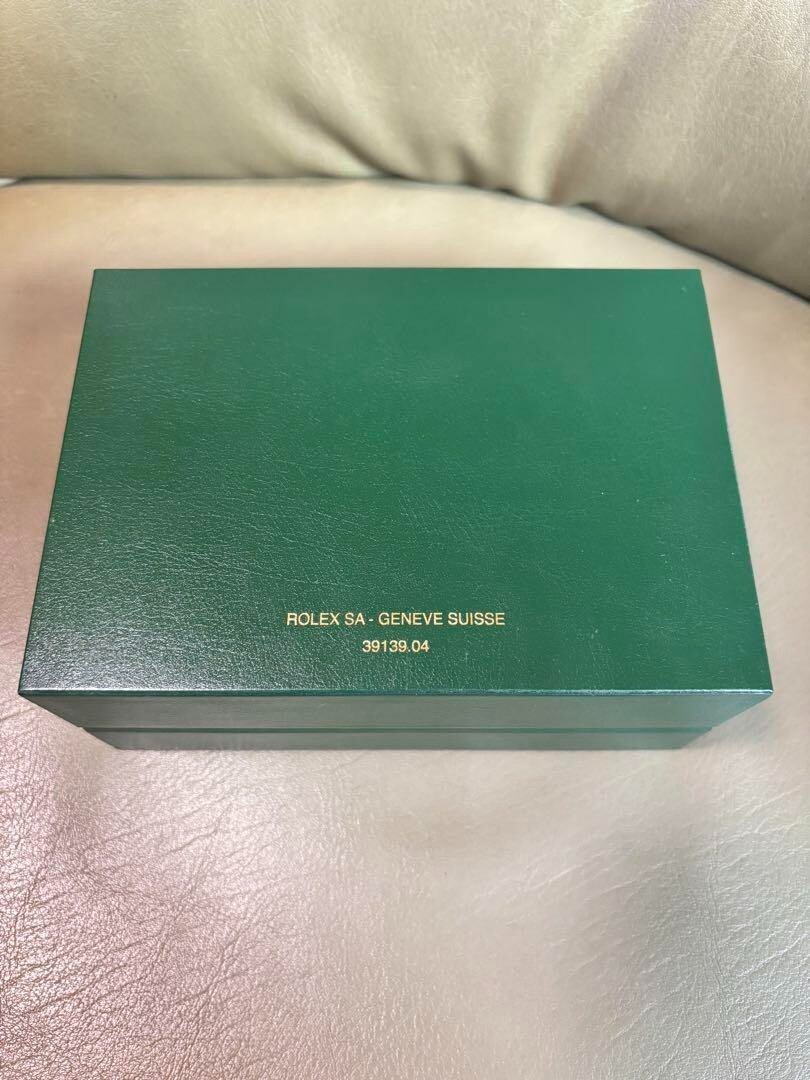 ROLEX SA - GENEVE SUISSE
39139.04